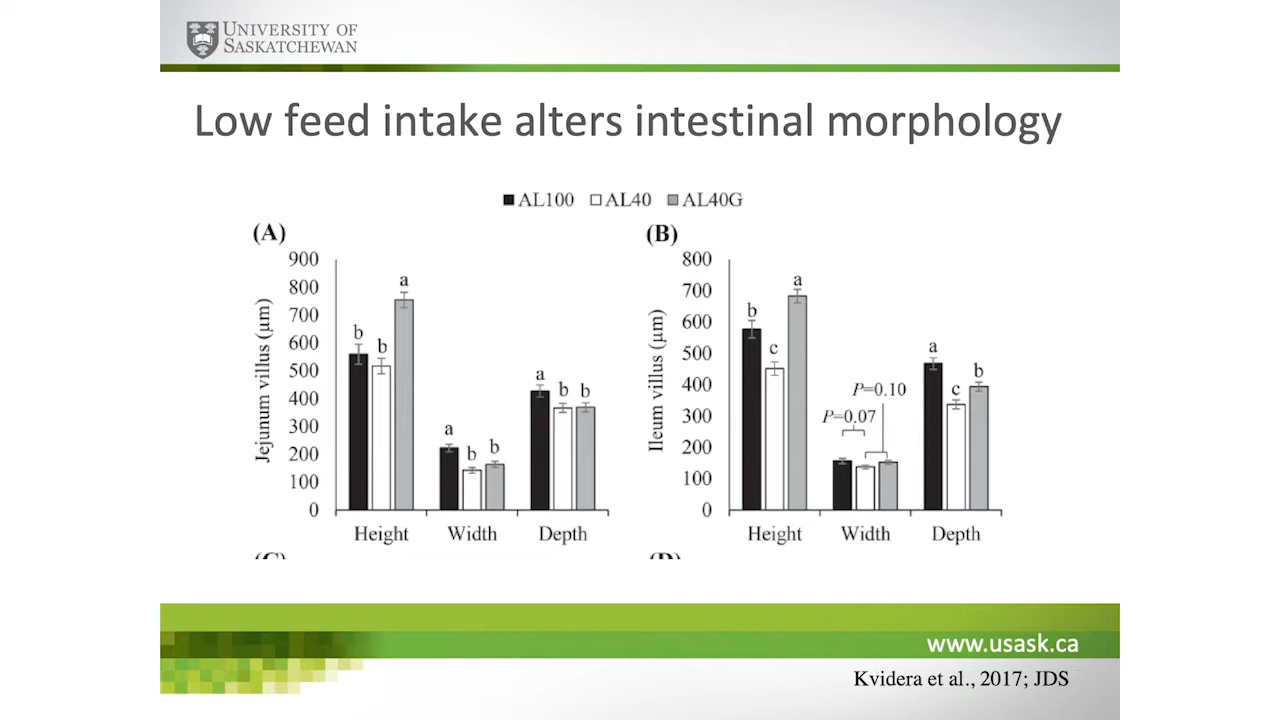 UNIVERSITY OF
SASKATCHEWAN
Low feed intake alters intestinal morphology
AL100 AL40 AL40G
(A)
Jejunum villus (µm)
900
800
700
600
500
400
300
200
100
0
b b a
a b b
a b b
Height Width Depth
(B)
Ileum villus (µm)
800
700
600
500
400
300
200
100
0
b c a
P=0.07
P=0.10
a c b
Height Width Depth
(C)
(D)
www.usask.ca
Kvidera et al., 2017; JDS